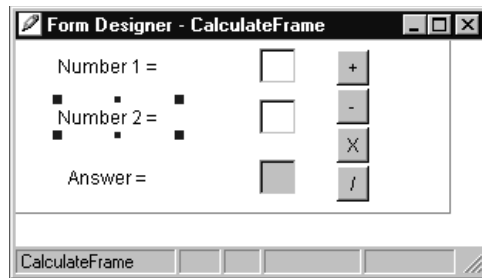 Form Designer - CalculateFrame
Number 1 =
+
Number 2 =
-
X
Answer =
/
CalculateFrame